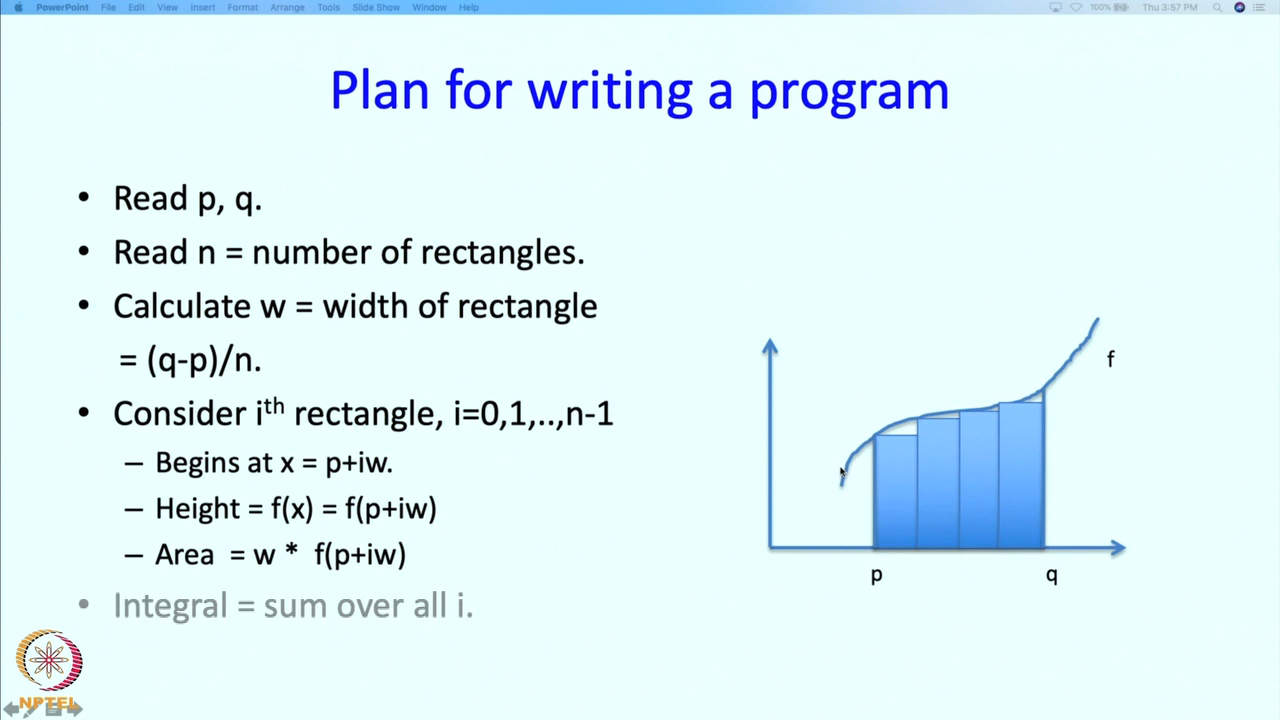 PowerPoint File Edit View Insert Format Arrange Tools Slide Show Window Help 100% Thu 3:57 PM
Plan for writing a program
• Read p, q.
• Read n = number of rectangles.
• Calculate w = width of rectangle
= (q-p)/n.
• Consider ith rectangle, i=0,1,..,n-1
– Begins at x = p+iw.
– Height = f(x) = f(p+iw)
– Area = w * f(p+iw)
• Integral = sum over all i.
f
p q
NPTEL